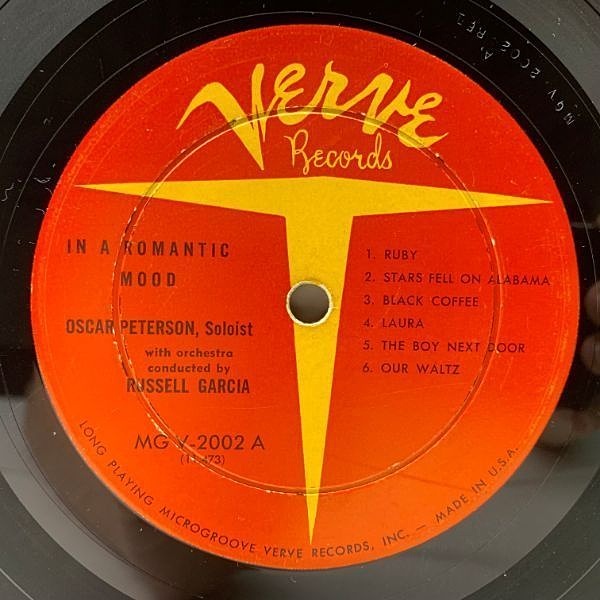 Verve
Records
IN A ROMANTIC
MOOD
OSCAR PETERSON, Soloist
with orchestra
conducted by
RUSSELL GARCIA
MG V-2002 A
(11,473)
1. RUBY
2. STARS FELL ON ALABAMA
3. BLACK COFFEE
4. LAURA
5. THE BOY NEXT DOOR
6. OUR WALTZ
LONG PLAYING MICROGROOVE VERVE RECORDS, INC. — MADE IN U.S.A.